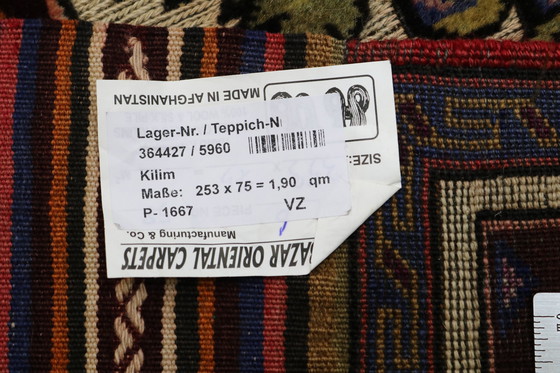 MADE IN AFGHANISTAN
SIZE:
Lager-Nr. / Teppich-N
364427 / 5960
Kilim
Maße: 253 x 75 = 1,90 qm
P- 1667 VZ
Manufacturing & Co.
AZAR ORIENTAL CARPETS